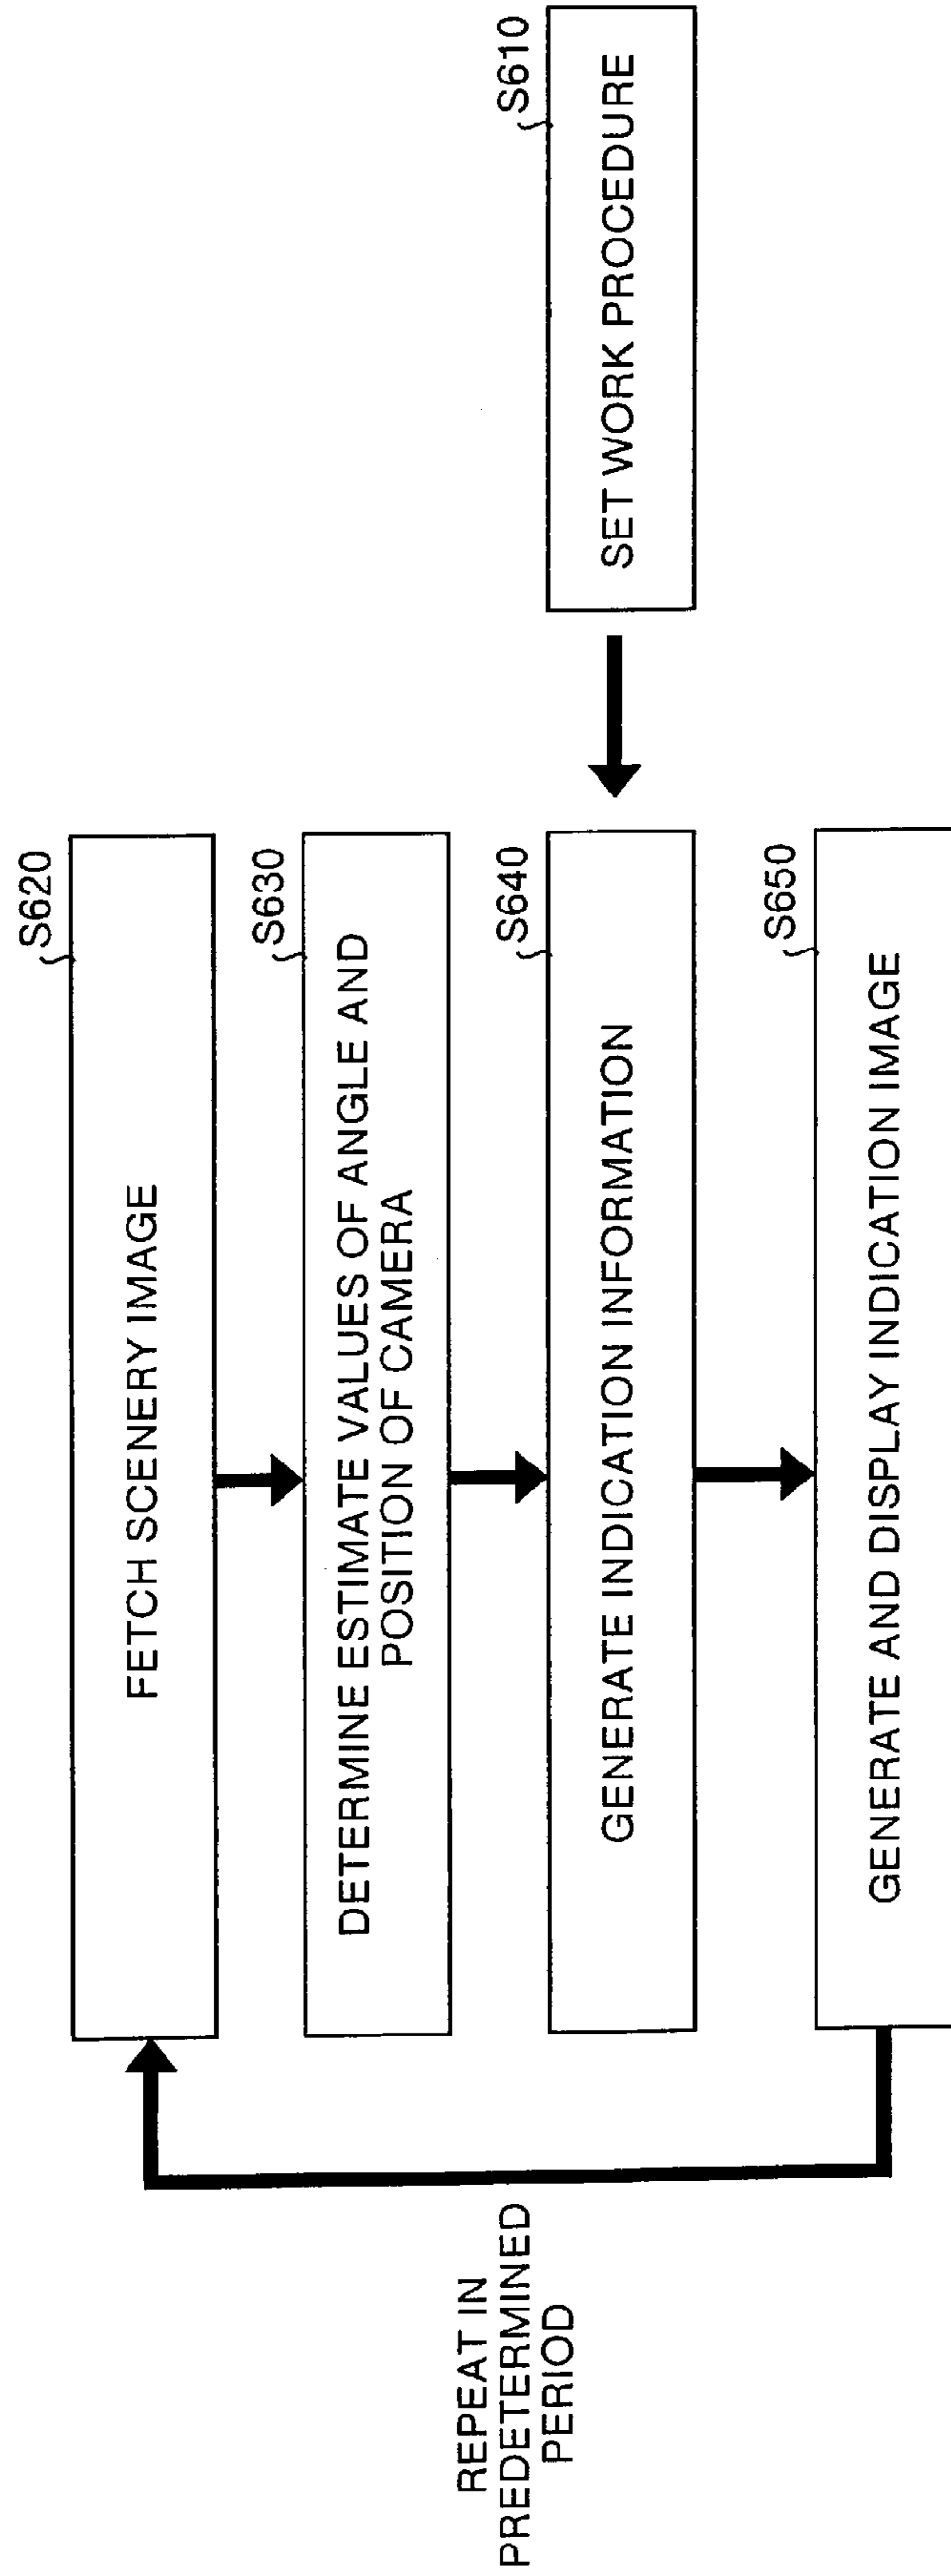 S620
FETCH SCENERY IMAGE
S630
DETERMINE ESTIMATE VALUES OF ANGLE AND
POSITION OF CAMERA
S640
GENERATE INDICATION INFORMATION
S610
SET WORK PROCEDURE
S650
GENERATE AND DISPLAY INDICATION IMAGE
REPEAT IN
PREDETERMINED
PERIOD